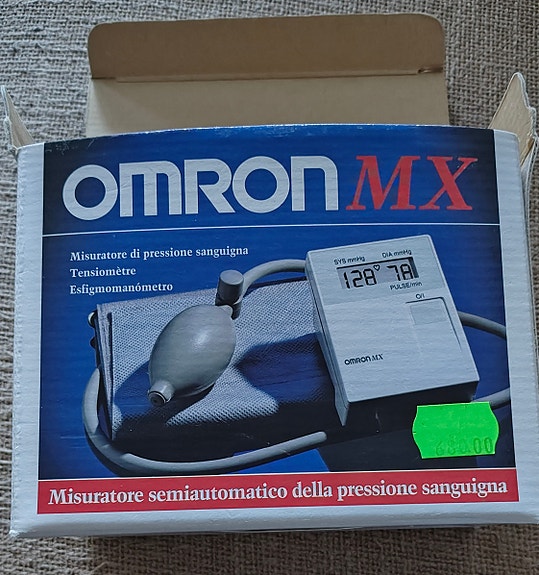 OMRON MX
Misuratore di pressione sanguigna
Tensiomètre
Esfigmomanómetro
SYS mmHg DIA mmHg
128 78
PULSE/min
O/I
OMRON MX
Misuratore semiautomatico della pressione sanguigna